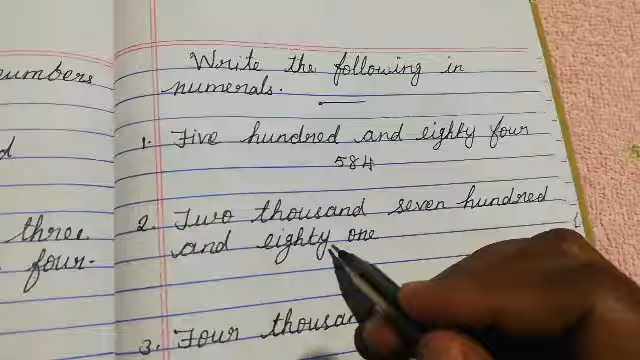 numbers
d
three
four.
Write the following in
numerals.
1. Five hundred and eighty four
584
2. Two thousand seven hundred
and eighty one
3. Four thousan